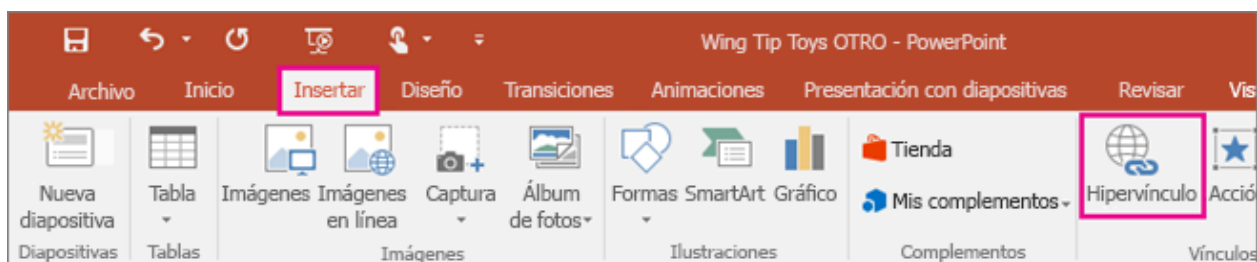 Wing Tip Toys OTRO - PowerPoint
Archivo Inicio Insertar Diseño Transiciones Animaciones Presentación con diapositivas Revisar Vis
Nueva diapositiva
Tabla
Imágenes
Imágenes en línea
Captura
Álbum de fotos
Formas
SmartArt
Gráfico
Tienda
Mis complementos
Hipervínculo
Acció
Diapositivas Tablas Imágenes Ilustraciones Complementos Vínculos